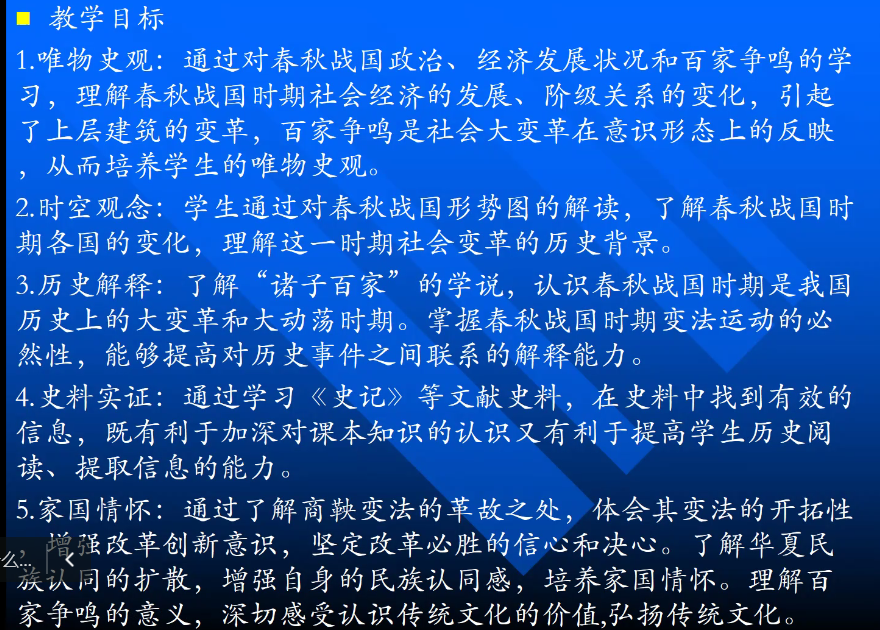 教学目标
1.唯物史观：通过对春秋战国政治、经济发展状况和百家争鸣的学
习，理解春秋战国时期社会经济的发展、阶级关系的变化，引起
了上层建筑的变革，百家争鸣是社会大变革在意识形态上的反映
，从而培养学生的唯物史观。
2.时空观念：学生通过对春秋战国形势图的解读，了解春秋战国时
期各国的变化，理解这一时期社会变革的历史背景。
3.历史解释：了解“诸子百家”的学说，认识春秋战国时期是我国
历史上的大变革和大动荡时期。掌握春秋战国时期变法运动的必
然性，能够提高对历史事件之间联系的解释能力。
4.史料实证：通过学习《史记》等文献史料，在史料中找到有效的
信息，既有利于加深对课本知识的认识又有利于提高学生历史阅
读、提取信息的能力。
5.家国情怀：通过了解商鞅变法的革故之处，体会其变法的开拓性
，增强改革创新意识，坚定改革必胜的信心和决心。了解华夏民
么...
族认同的扩散，增强自身的民族认同感，培养家国情怀。理解百
家争鸣的意义，深切感受认识传统文化的价值,弘扬传统文化。